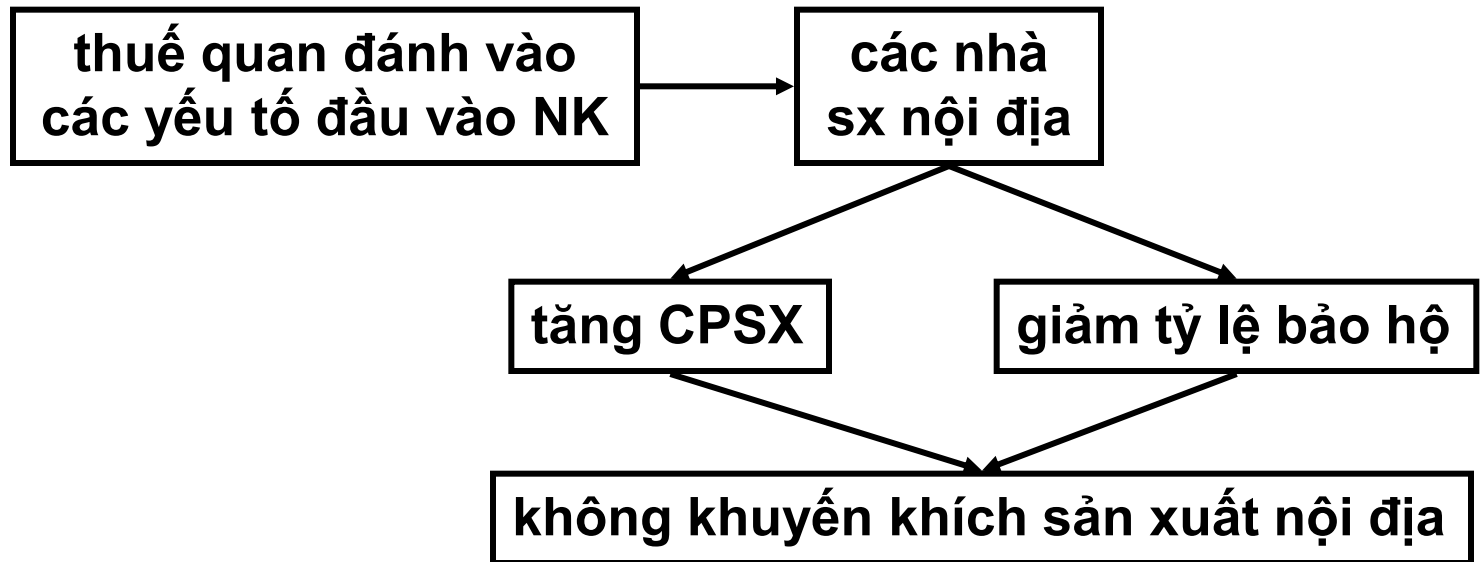 thuế quan đánh vào
các yếu tố đầu vào NK
các nhà
sx nội địa
tăng CPSX
giảm tỷ lệ bảo hộ
không khuyến khích sản xuất nội địa